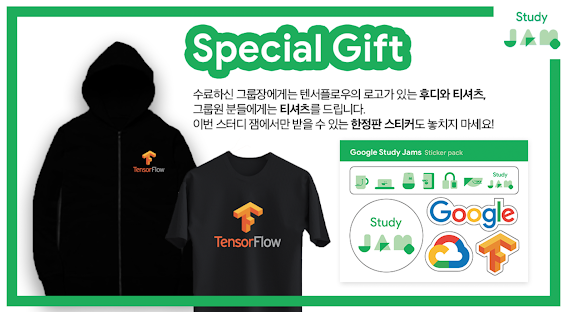 Study
JAM
Special Gift
수료하신 그룹장에게는 텐서플로우의 로고가 있는 후디와 티셔츠,
그룹원 분들에게는 티셔츠를 드립니다.
이번 스터디 잼에서만 받을 수 있는 한정판 스티커도 놓치지 마세요!
TensorFlow
TensorFlow
Google Study Jams Sticker pack
Study
JAM
Study
JAM
Google